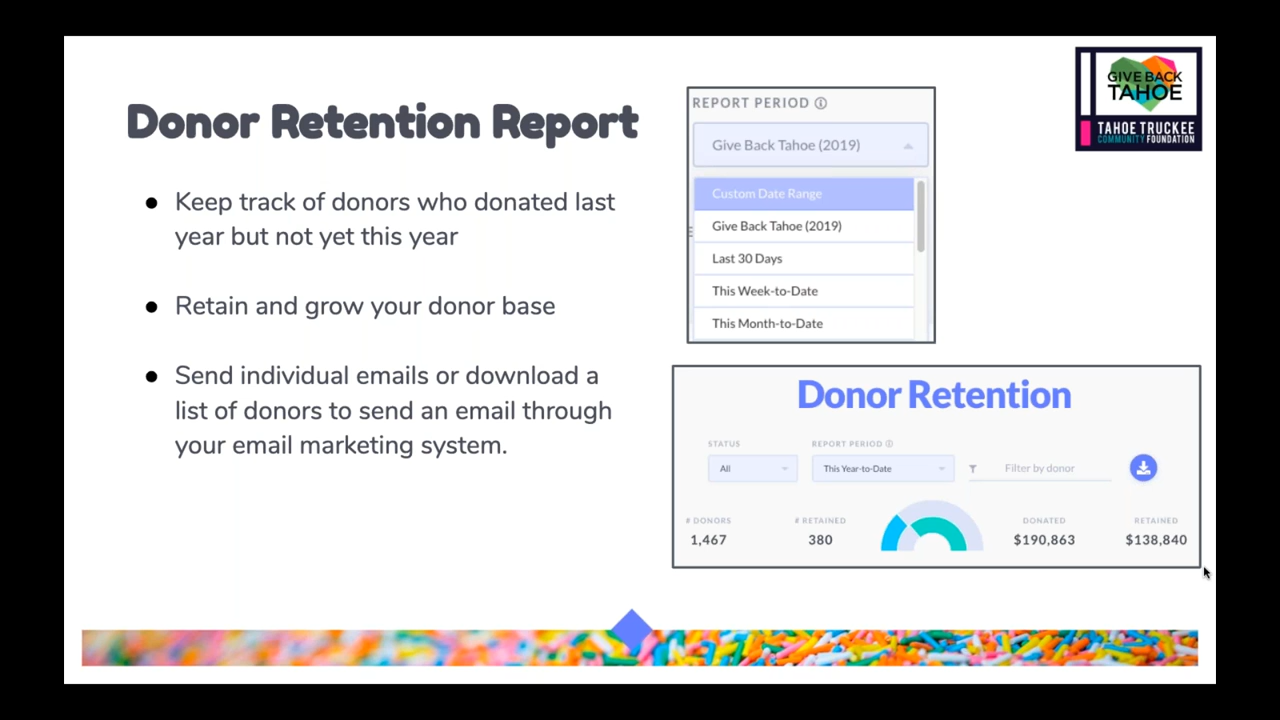 Donor Retention Report
● Keep track of donors who donated last
year but not yet this year
● Retain and grow your donor base
● Send individual emails or download a
list of donors to send an email through
your email marketing system.
REPORT PERIOD
Give Back Tahoe (2019)
Custom Date Range
Give Back Tahoe (2019)
Last 30 Days
This Week-to-Date
This Month-to-Date
GIVE BACK
TAHOE
TAHOE TRUCKEE
COMMUNITY FOUNDATION
Donor Retention
STATUS REPORT PERIOD
All This Year-to-Date Filter by donor
# DONORS # RETAINED DONATED RETAINED
1,467 380 $190,863 $138,840